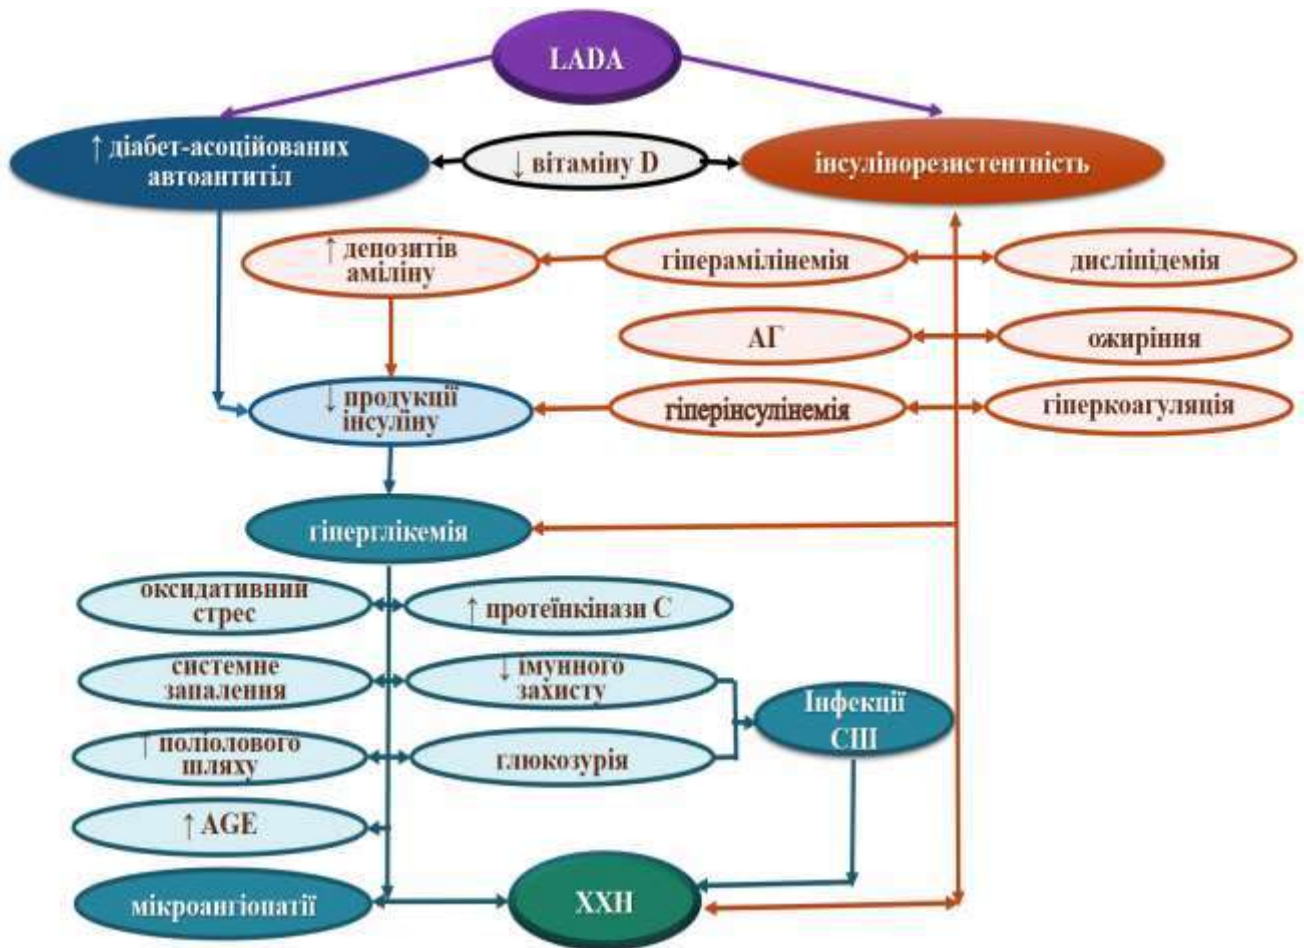 LADA
↑ діабет-асоційованих
автоантитіл
↓ вітаміну D
інсулінорезистентність
↑ депозитів
аміліну
гіперамілінемія
дисліпідемія
АГ
ожиріння
↓ продукції
інсуліну
гіперінсулінемія
гіперкоагуляція
гіперглікемія
оксидативний
стрес
↑ протеїнкінази С
системне
запалення
↓ імунного
захисту
Інфекції
СШ
↑ поліолового
шляху
глюкозурія
↑ AGE
мікроангіопатії
ХХН